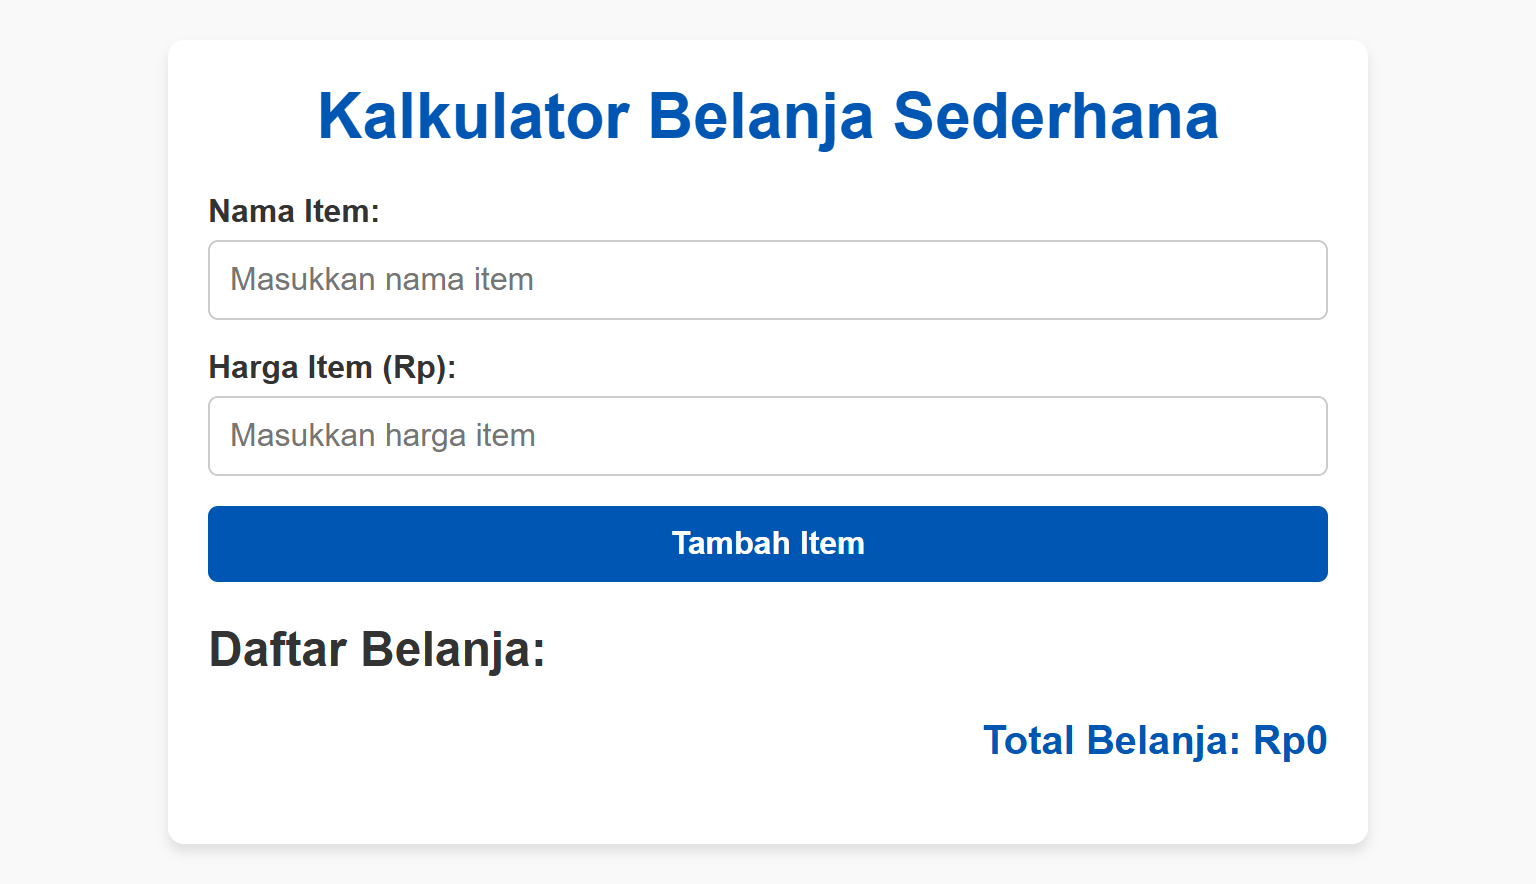 Kalkulator Belanja Sederhana
Nama Item:
Masukkan nama item
Harga Item (Rp):
Masukkan harga item
Tambah Item
Daftar Belanja:
Total Belanja: Rp0